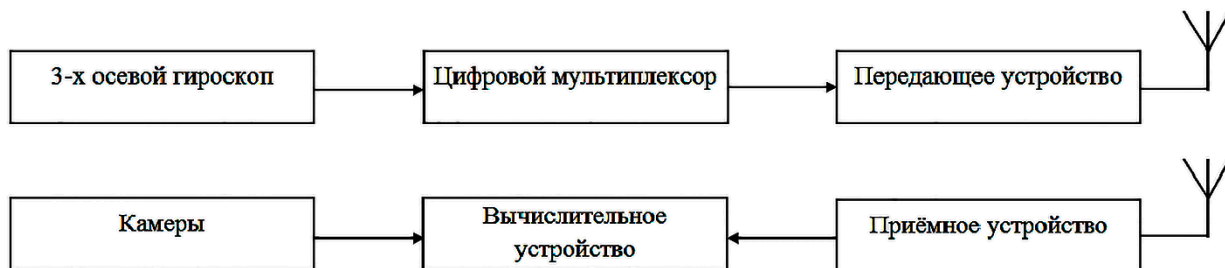 3-х осевой гироскоп
Цифровой мультиплексор
Передающее устройство
Камеры
Вычислительное
устройство
Приёмное устройство